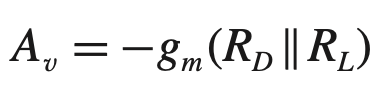 A_v = −g_m(R_D ∥ R_L)